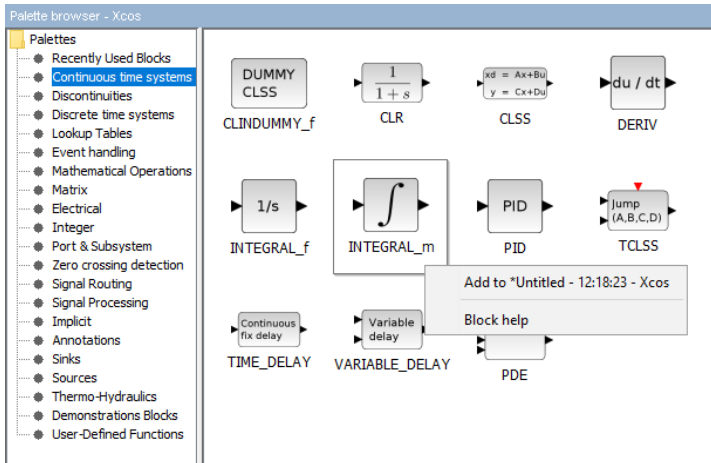 Palette browser - Xcos
Palettes
Recently Used Blocks
Continuous time systems
Discontinuities
Discrete time systems
Lookup Tables
Event handling
Mathematical Operations
Matrix
Electrical
Integer
Port & Subsystem
Zero crossing detection
Signal Routing
Signal Processing
Implicit
Annotations
Sinks
Sources
Thermo-Hydraulics
Demonstrations Blocks
User-Defined Functions
DUMMY
CLSS
CLINDUMMY_f
1
1 + s
CLR
xd = Ax+Bu
y = Cx+Du
CLSS
du / dt
DERIV
1/s
INTEGRAL_f
∫
INTEGRAL_m
PID
PID
Jump
(A,B,C,D)
TCLSS
Add to *Untitled - 12:18:23 - Xcos
Block help
Continuous
fix delay
TIME_DELAY
Variable
delay
VARIABLE_DELAY
PDE